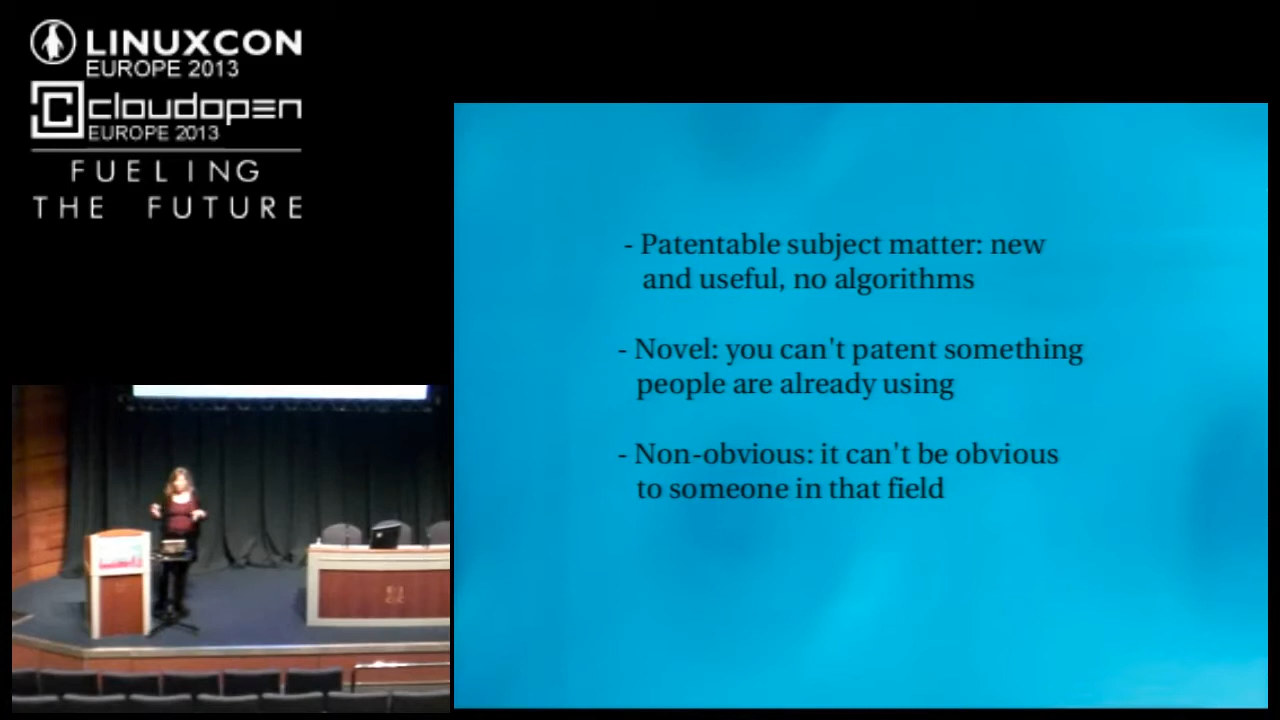 LINUXCON
EUROPE 2013
cloudopen
EUROPE 2013
FUELING
THE FUTURE
- Patentable subject matter: new
and useful, no algorithms
- Novel: you can't patent something
people are already using
- Non-obvious: it can't be obvious
to someone in that field